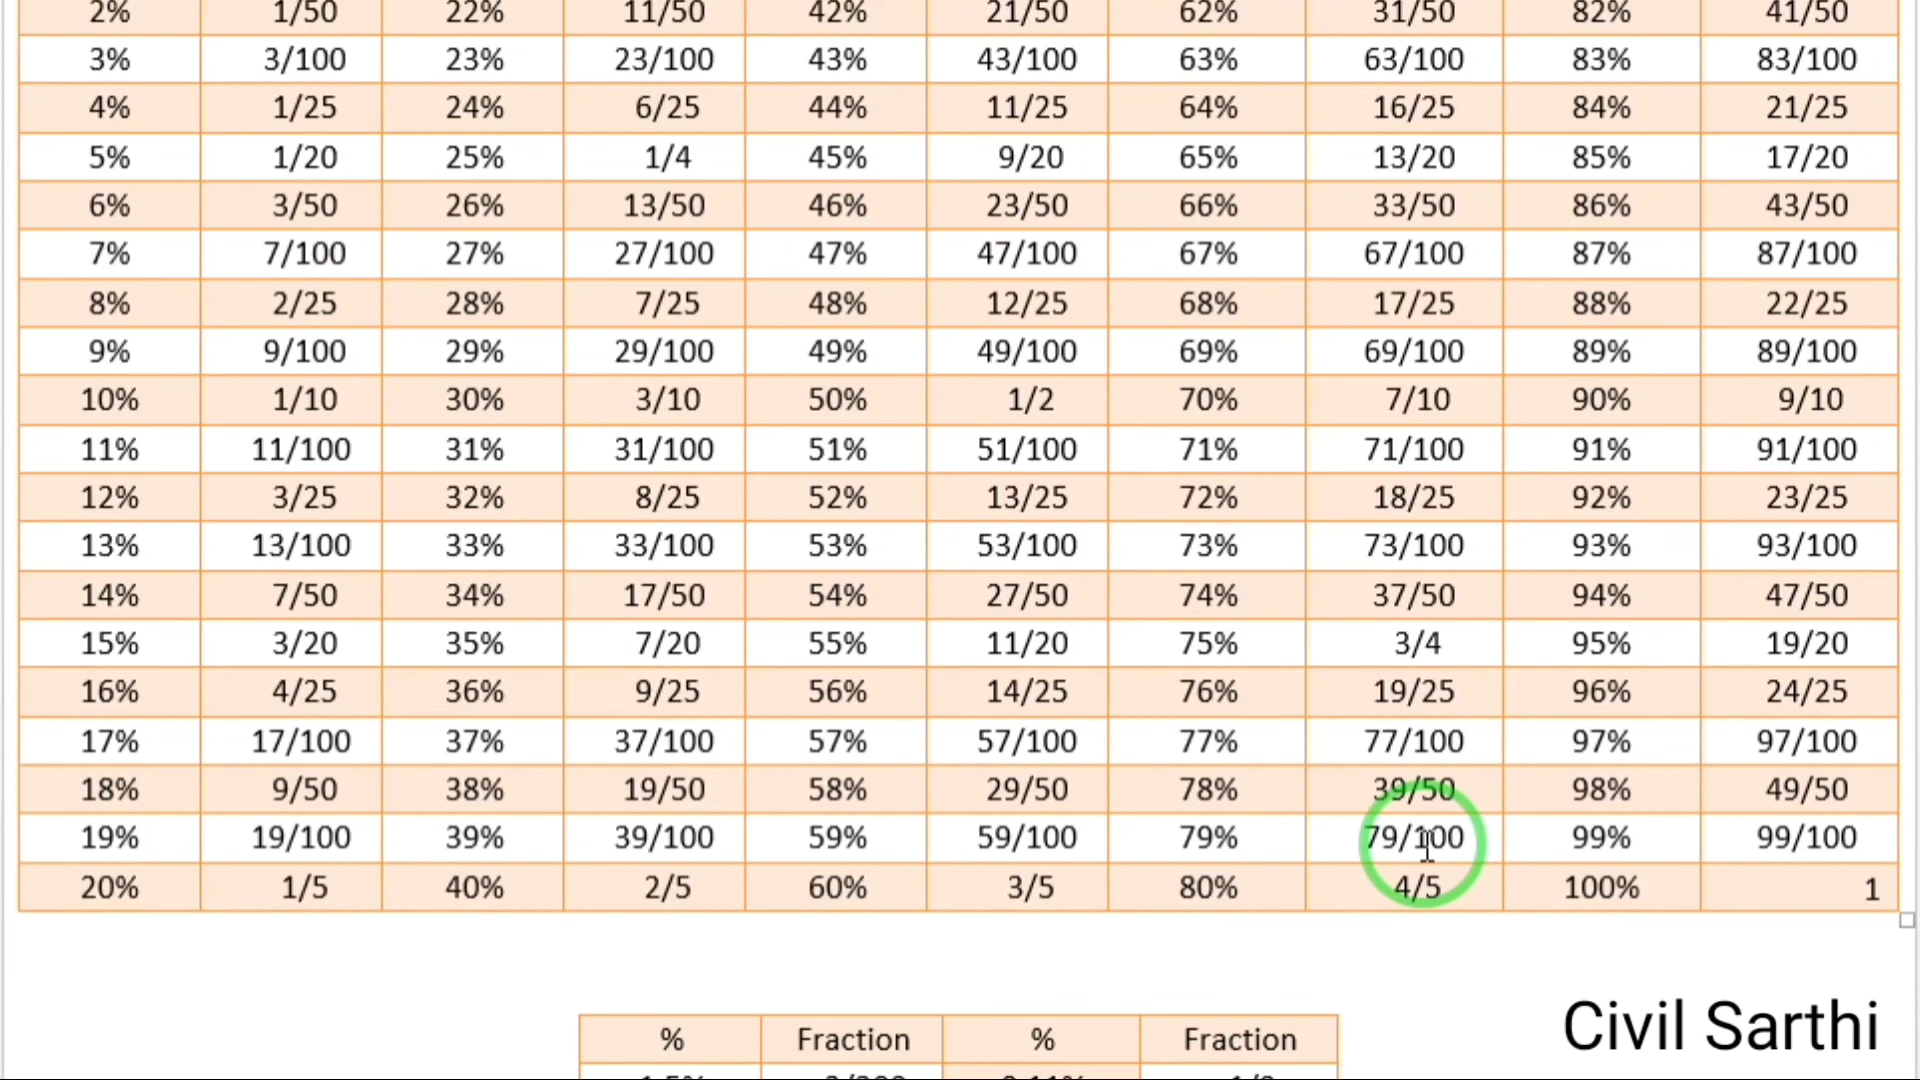 2% 1/50 22% 11/50 42% 21/50 62% 31/50 82% 41/50
3% 3/100 23% 23/100 43% 43/100 63% 63/100 83% 83/100
4% 1/25 24% 6/25 44% 11/25 64% 16/25 84% 21/25
5% 1/20 25% 1/4 45% 9/20 65% 13/20 85% 17/20
6% 3/50 26% 13/50 46% 23/50 66% 33/50 86% 43/50
7% 7/100 27% 27/100 47% 47/100 67% 67/100 87% 87/100
8% 2/25 28% 7/25 48% 12/25 68% 17/25 88% 22/25
9% 9/100 29% 29/100 49% 49/100 69% 69/100 89% 89/100
10% 1/10 30% 3/10 50% 1/2 70% 7/10 90% 9/10
11% 11/100 31% 31/100 51% 51/100 71% 71/100 91% 91/100
12% 3/25 32% 8/25 52% 13/25 72% 18/25 92% 23/25
13% 13/100 33% 33/100 53% 53/100 73% 73/100 93% 93/100
14% 7/50 34% 17/50 54% 27/50 74% 37/50 94% 47/50
15% 3/20 35% 7/20 55% 11/20 75% 3/4 95% 19/20
16% 4/25 36% 9/25 56% 14/25 76% 19/25 96% 24/25
17% 17/100 37% 37/100 57% 57/100 77% 77/100 97% 97/100
18% 9/50 38% 19/50 58% 29/50 78% 39/50 98% 49/50
19% 19/100 39% 39/100 59% 59/100 79% 79/100 99% 99/100
20% 1/5 40% 2/5 60% 3/5 80% 4/5 100% 1
Civil Sarthi
% Fraction % Fraction